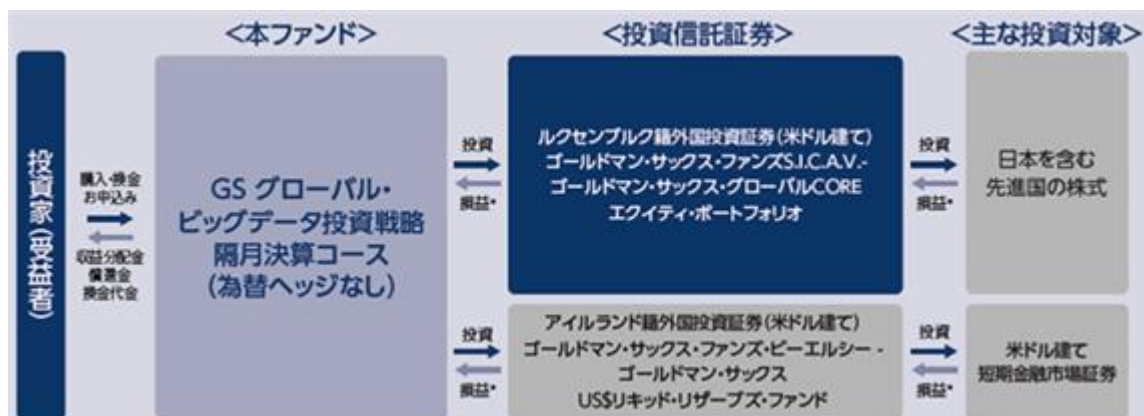 <本ファンド>
<投資信託証券>
<主な投資対象>
投資家(受益者)
購入・換金
お申込み
収益分配金
償還金
換金代金
GS グローバル・
ビッグデータ投資戦略
隔月決算コース
(為替ヘッジなし)
投資
損益*
ルクセンブルク籍外国投資証券(米ドル建て)
ゴールドマン・サックス・ファンズS.I.C.A.V.-
ゴールドマン・サックス・グローバルCORE
エクイティ・ポートフォリオ
投資
損益*
日本を含む
先進国の株式
投資
損益*
アイルランド籍外国投資証券(米ドル建て)
ゴールドマン・サックス・ファンズ・ピーエルシー -
ゴールドマン・サックス
US$リキッド・リザーブズ・ファンド
投資
損益*
米ドル建て
短期金融市場証券